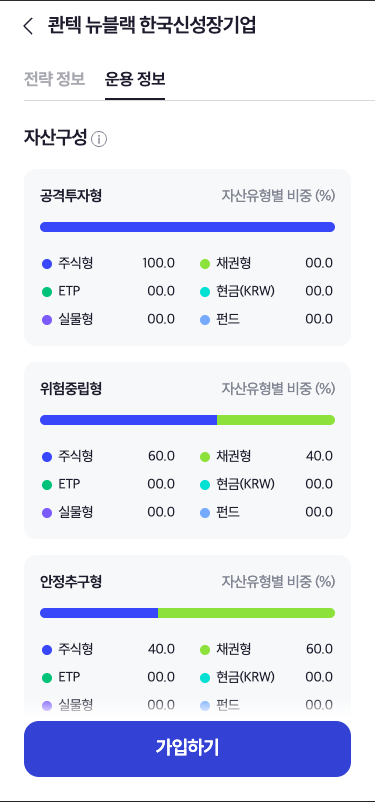 콴텍 뉴블랙 한국신성장기업
전략 정보 운용 정보
자산구성
공격투자형 자산유형별 비중 (%)
주식형 100.0 채권형 00.0
ETP 00.0 현금(KRW) 00.0
실물형 00.0 펀드 00.0
위험중립형 자산유형별 비중 (%)
주식형 60.0 채권형 40.0
ETP 00.0 현금(KRW) 00.0
실물형 00.0 펀드 00.0
안정추구형 자산유형별 비중 (%)
주식형 40.0 채권형 60.0
ETP 00.0 현금(KRW) 00.0
실물형 00.0 펀드 00.0
가입하기